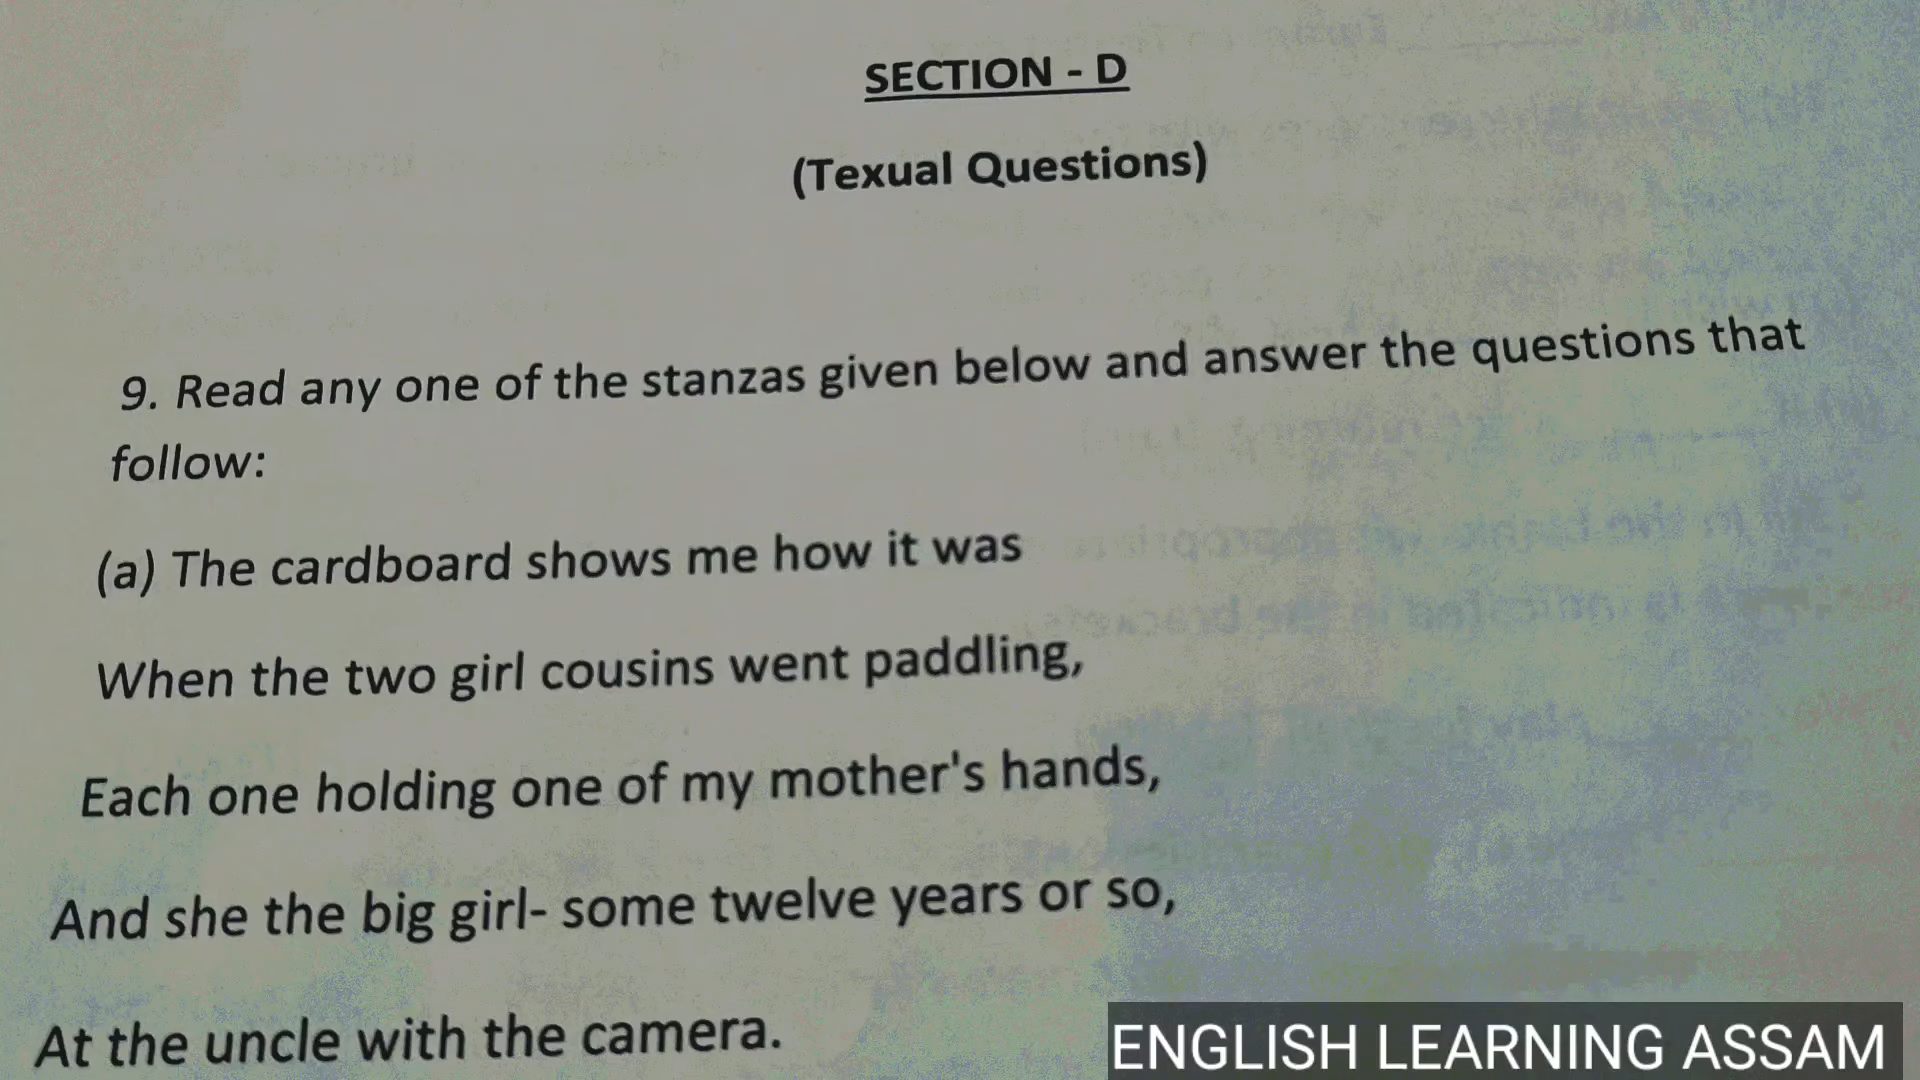 SECTION - D
(Texual Questions)
9. Read any one of the stanzas given below and answer the questions that
follow:
(a) The cardboard shows me how it was
When the two girl cousins went paddling,
Each one holding one of my mother's hands,
And she the big girl- some twelve years or so,
At the uncle with the camera.
ENGLISH LEARNING ASSAM